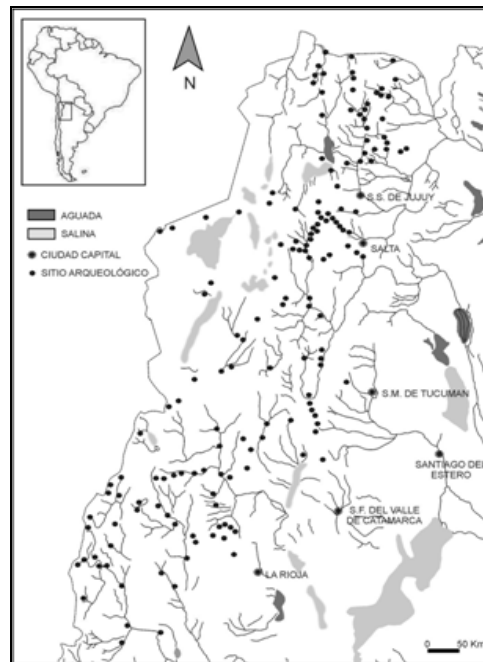 N
AGUADA
SALINA
CIUDAD CAPITAL
SITIO ARQUEOLÓGICO
S.S. DE JUJUY
SALTA
S.M. DE TUCUMAN
SANTIAGO DEL
ESTERO
S.F. DEL VALLE
DE CATAMARCA
LA RIOJA
0 50 Km